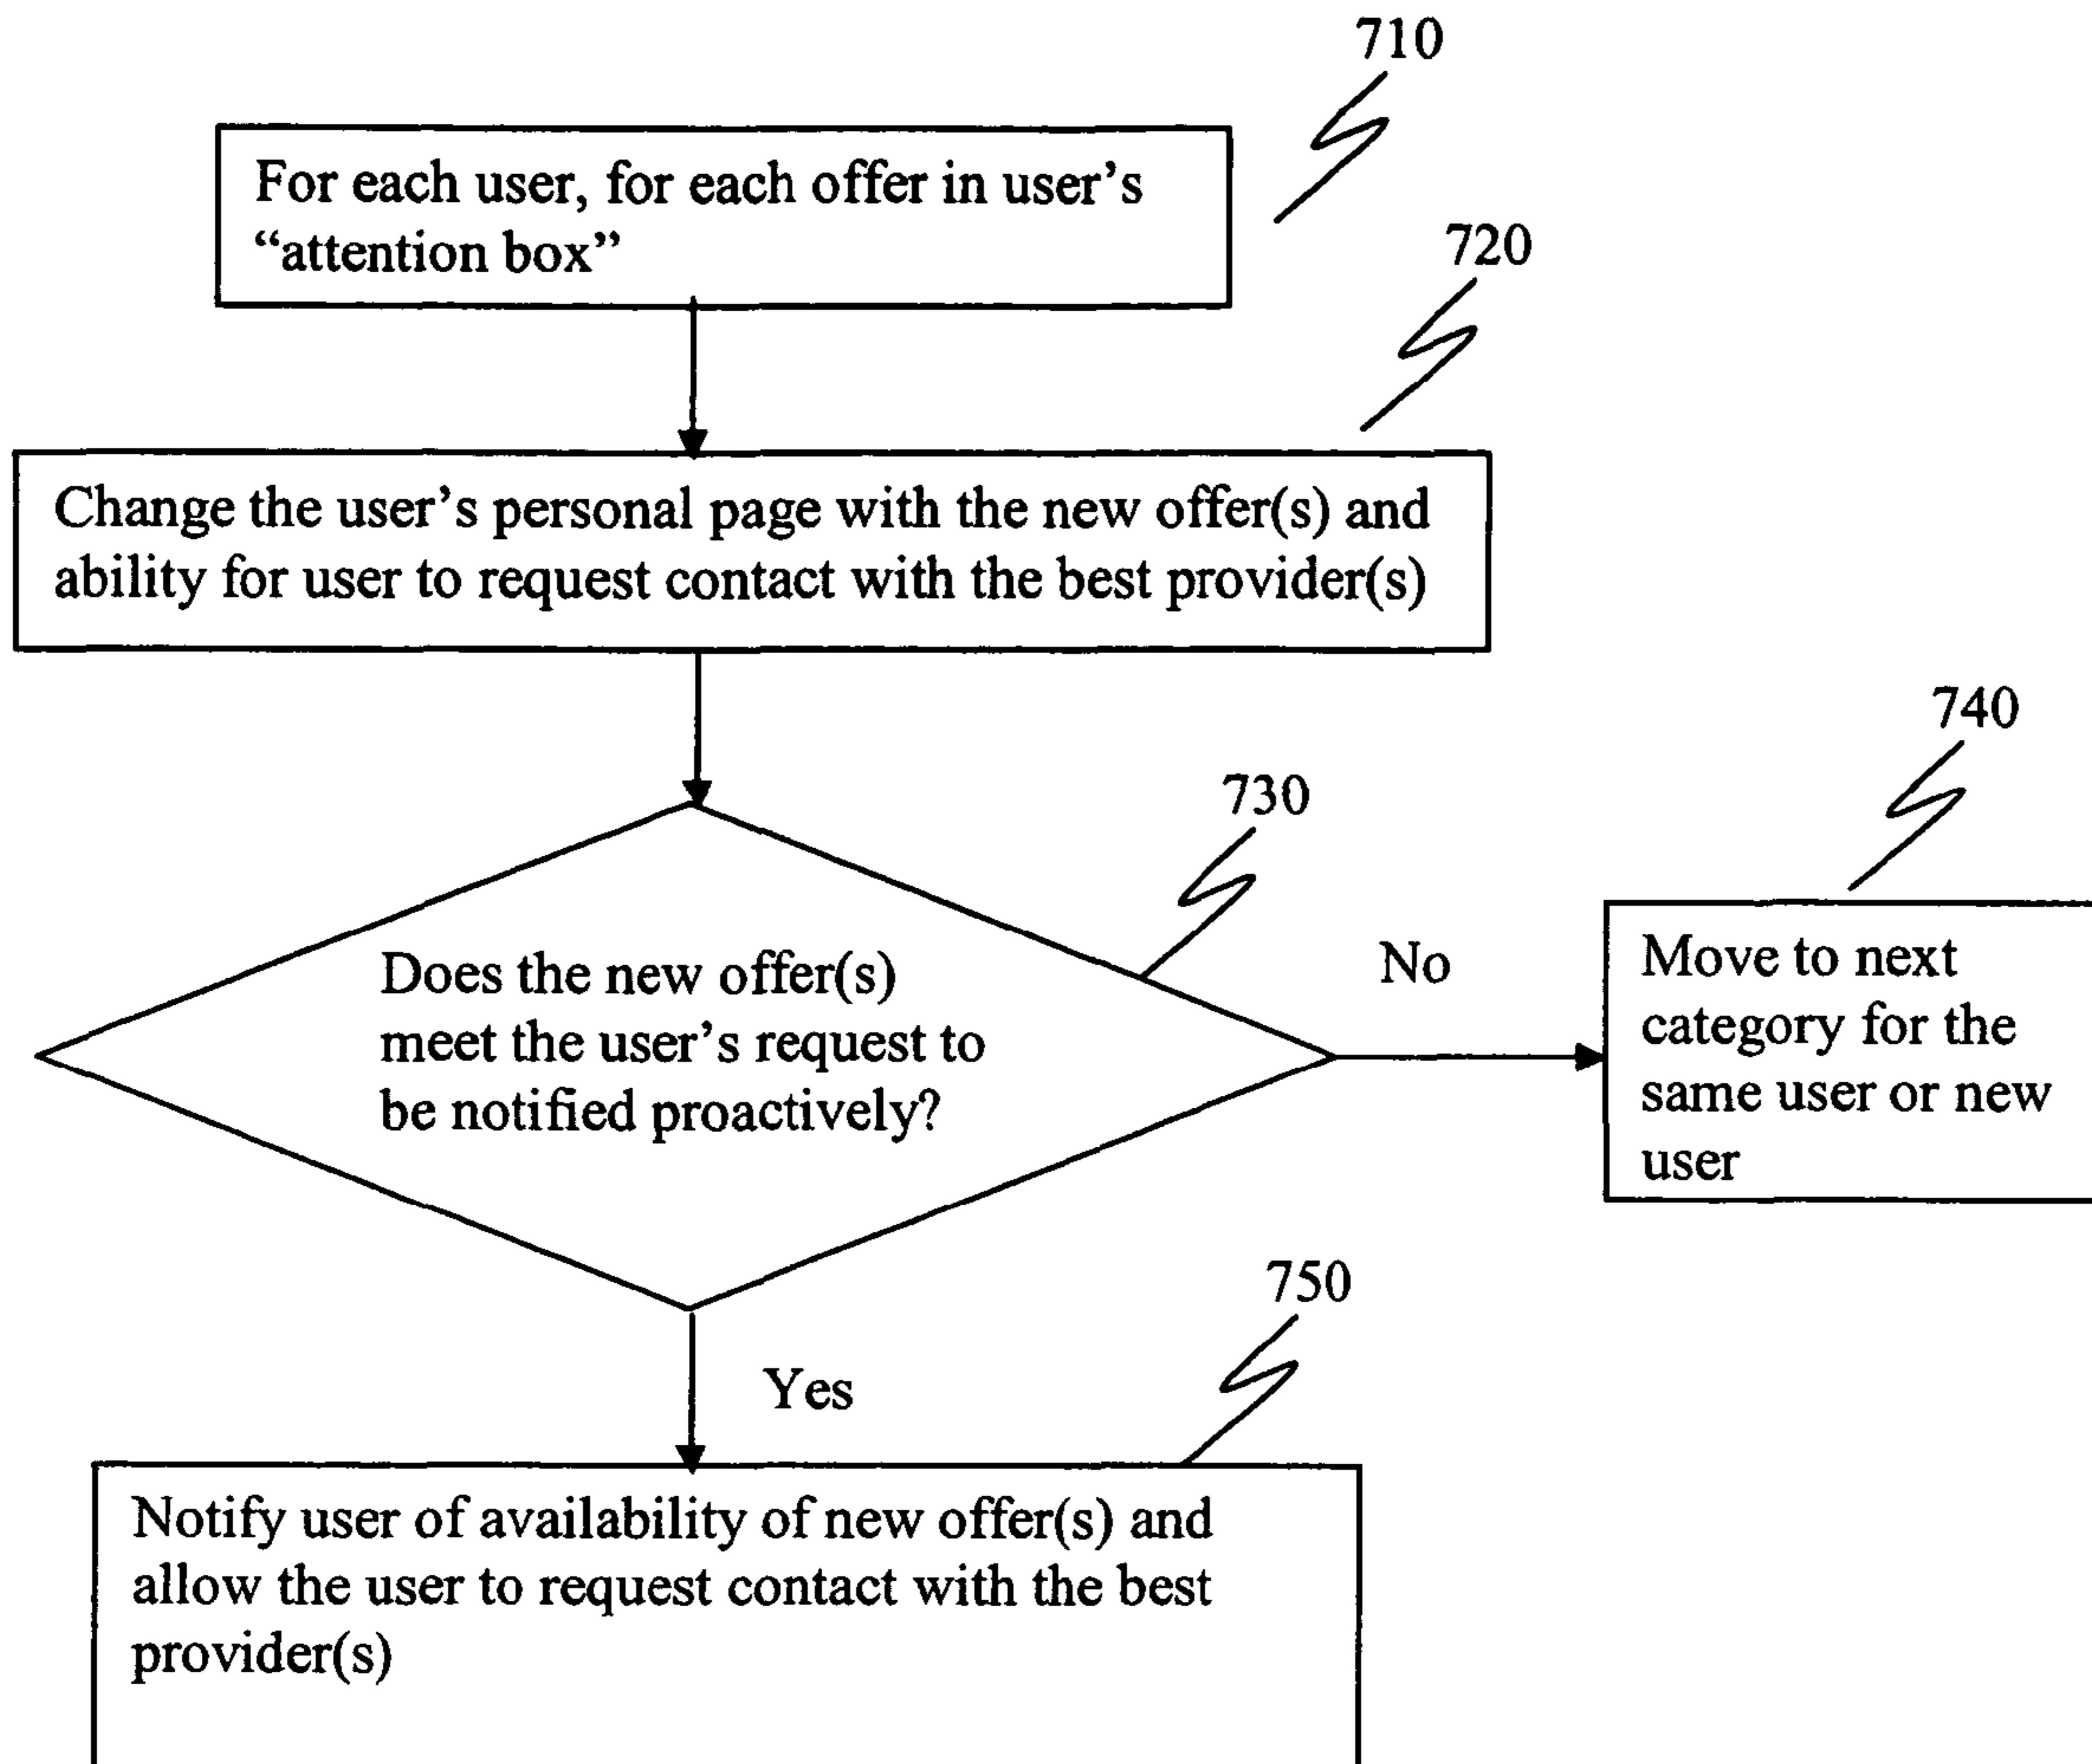 710
For each user, for each offer in user’s
“attention box”
720
Change the user’s personal page with the new offer(s) and
ability for user to request contact with the best provider(s)
730
Does the new offer(s)
meet the user’s request to
be notified proactively?
No
740
Move to next
category for the
same user or new
user
Yes
750
Notify user of availability of new offer(s) and
allow the user to request contact with the best
provider(s)